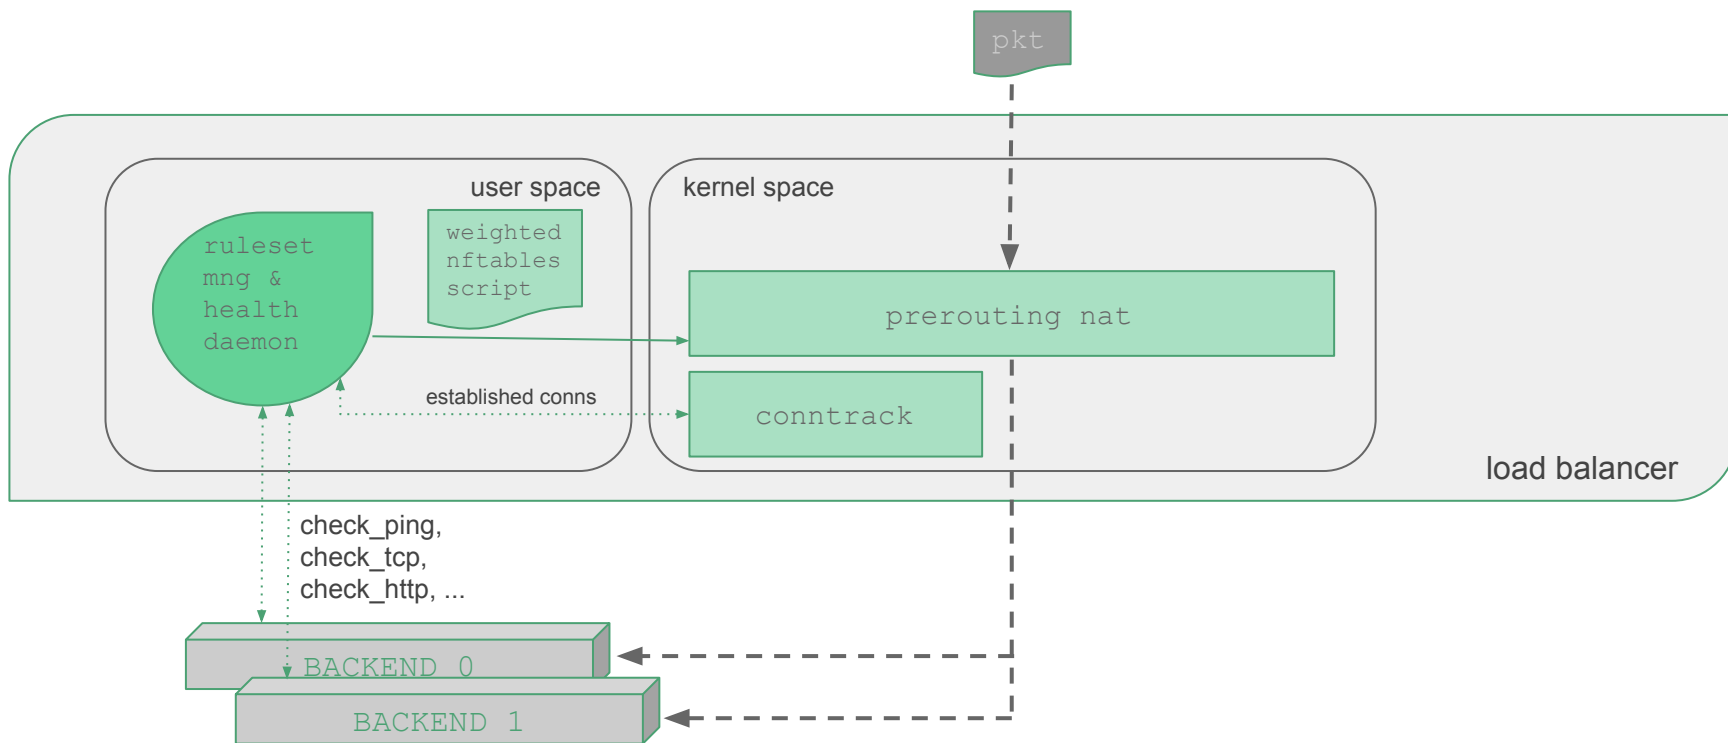 pkt
user space
kernel space
ruleset
mng &
health
daemon
weighted
nftables
script
prerouting nat
established conns
conntrack
load balancer
check_ping,
check_tcp,
check_http, ...
BACKEND 0
BACKEND 1